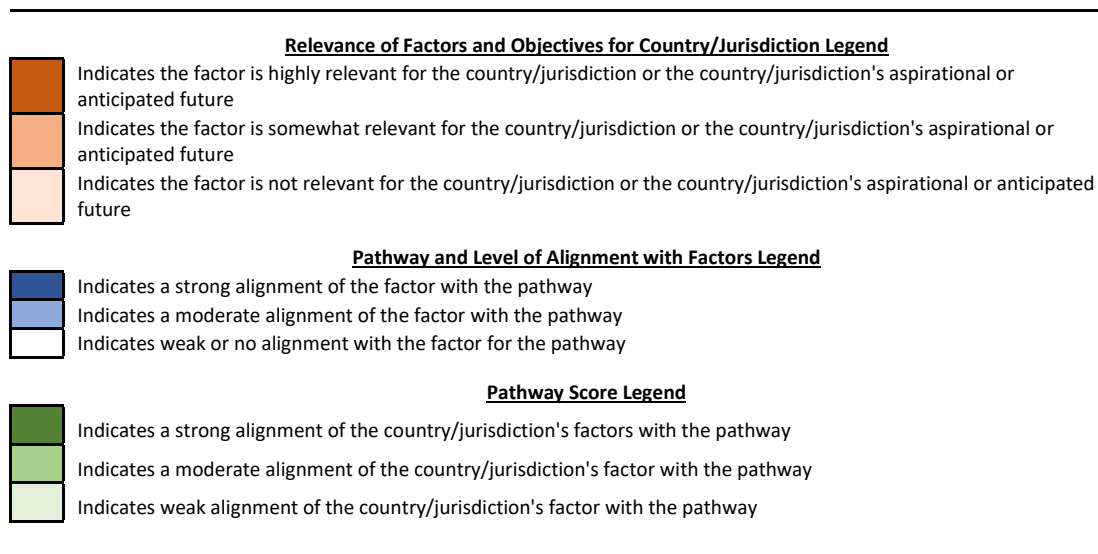 Relevance of Factors and Objectives for Country/Jurisdiction Legend
Indicates the factor is highly relevant for the country/jurisdiction or the country/jurisdiction's aspirational or
anticipated future
Indicates the factor is somewhat relevant for the country/jurisdiction or the country/jurisdiction's aspirational or
anticipated future
Indicates the factor is not relevant for the country/jurisdiction or the country/jurisdiction's aspirational or anticipated
future
Pathway and Level of Alignment with Factors Legend
Indicates a strong alignment of the factor with the pathway
Indicates a moderate alignment of the factor with the pathway
Indicates weak or no alignment with the factor for the pathway
Pathway Score Legend
Indicates a strong alignment of the country/jurisdiction's factors with the pathway
Indicates a moderate alignment of the country/jurisdiction's factor with the pathway
Indicates weak alignment of the country/jurisdiction's factor with the pathway